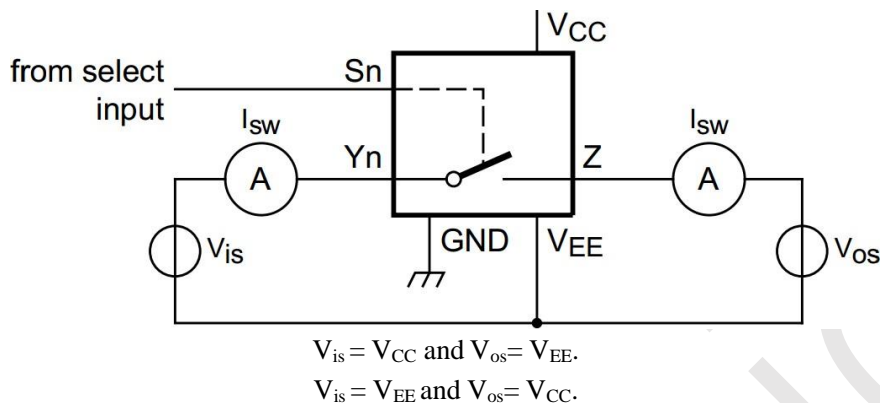 VCC
from select
input
Sn
Isw
Yn
Z
Isw
A
A
Vis
GND
VEE
Vos
Vis = VCC and Vos= VEE.
Vis = VEE and Vos= VCC.